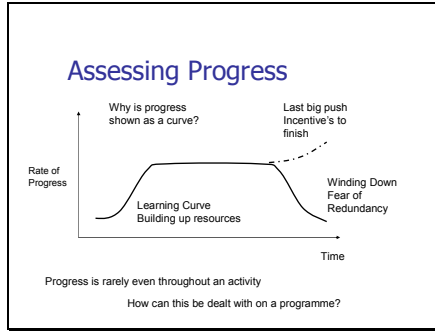 Assessing Progress
Why is progress
shown as a curve?
Last big push
Incentive's to
finish
Rate of
Progress
Learning Curve
Building up resources
Winding Down
Fear of
Redundancy
Time
Progress is rarely even throughout an activity
How can this be dealt with on a programme?